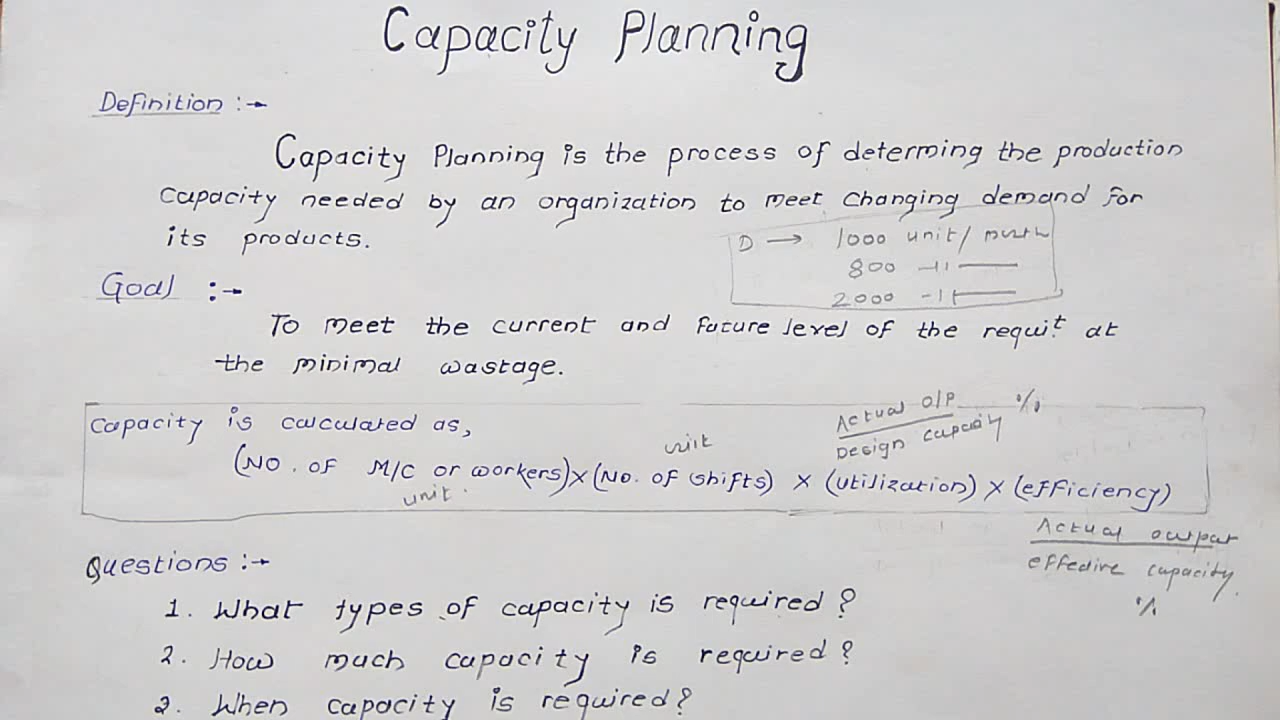 Capacity Planning
Definition :-
Capacity Planning is the process of determing the production
capacity needed by an organization to meet changing demand for
its products.
D → 1000 unit/ month
800 -11-
2000 -11-
Goal :-
To meet the current and future level of the requit at
the minimal wastage.
Capacity is calculated as,
Actual O/P %
Design capacity
unit
(No. of M/C or workers) x (No. of shifts) x (utilization) x (efficiency)
unit.
Actual output
effective capacity.
%
Questions :-
1. What types of capacity is required?
2. How much capacity is required?
2. When capacity is required?